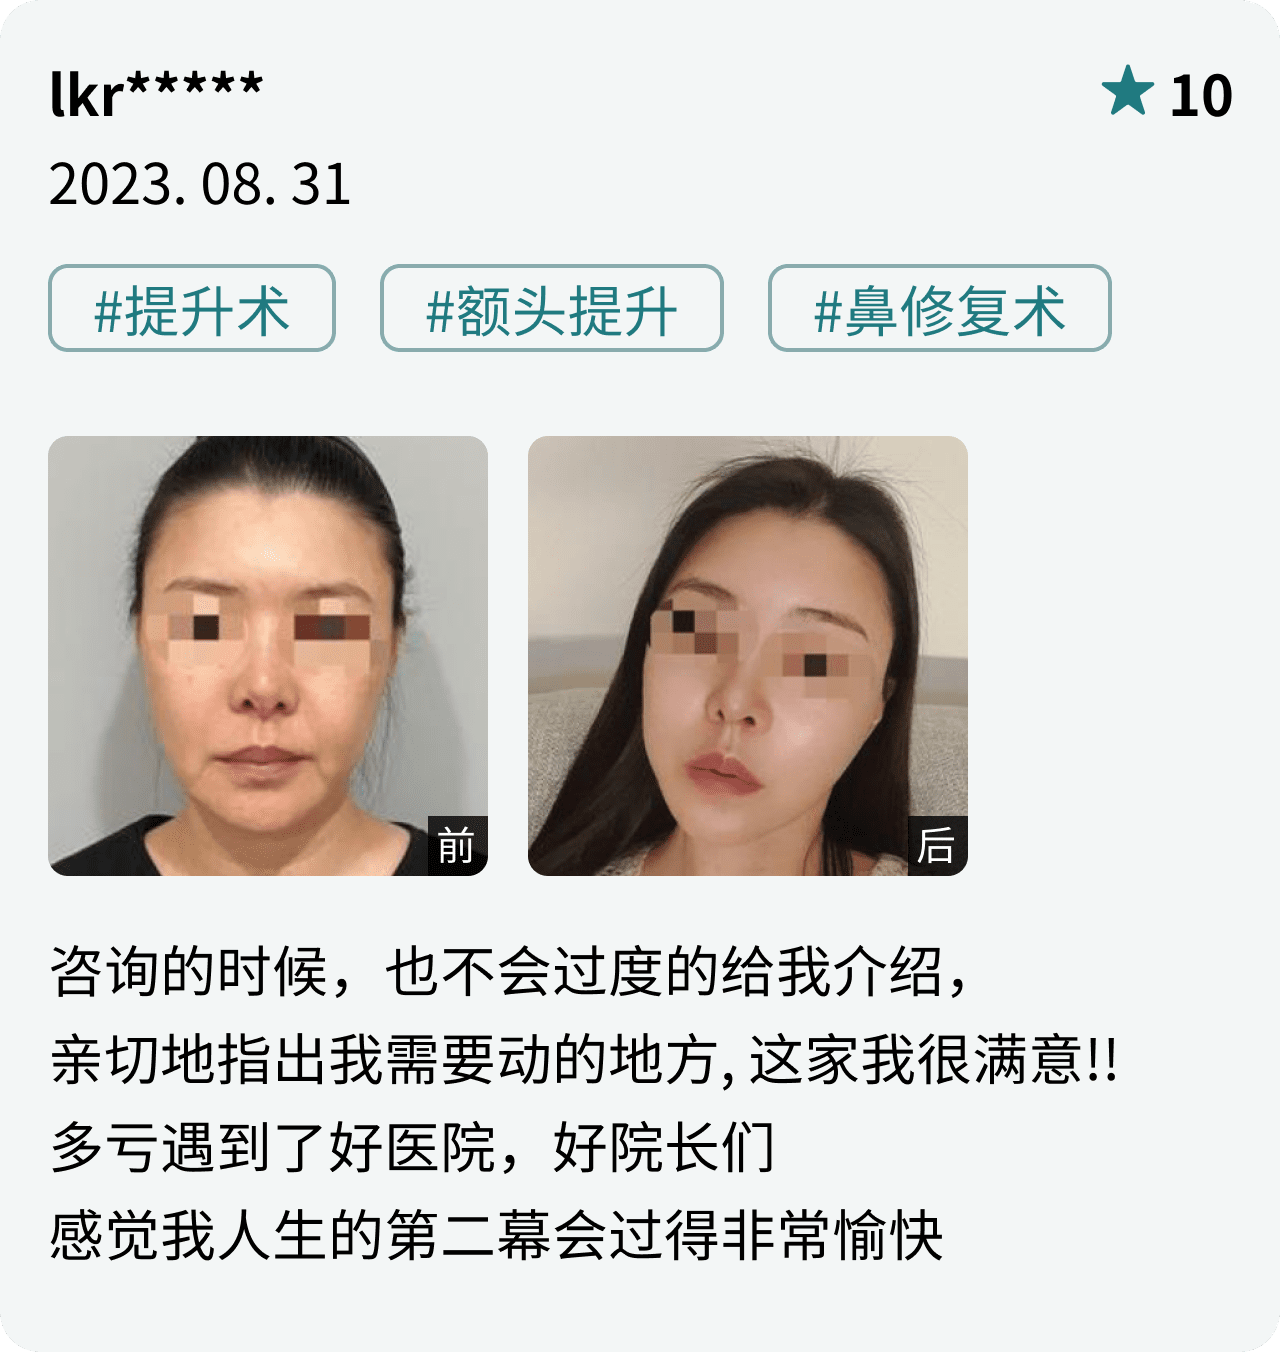 lkr*****
★ 10
2023. 08. 31
#提升术 #额头提升 #鼻修复术
前 后
咨询的时候，也不会过度的给我介绍，
亲切地指出我需要动的地方, 这家我很满意!!
多亏遇到了好医院，好院长们
感觉我人生的第二幕会过得非常愉快